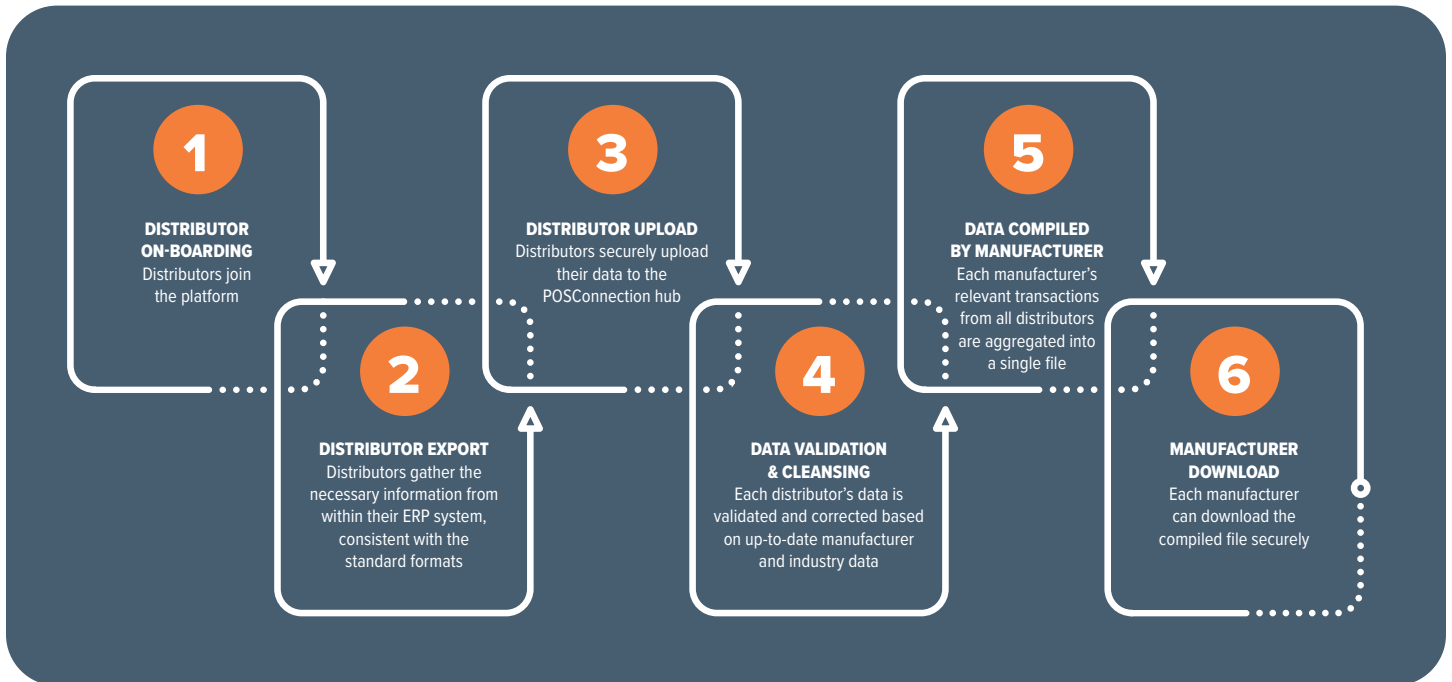 1
DISTRIBUTOR
ON-BOARDING
Distributors join
the platform
2
DISTRIBUTOR EXPORT
Distributors gather the
necessary information from
within their ERP system,
consistent with the
standard formats
3
DISTRIBUTOR UPLOAD
Distributors securely upload
their data to the
POSConnection hub
4
DATA VALIDATION
& CLEANSING
Each distributor’s data is
validated and corrected based
on up-to-date manufacturer
and industry data
5
DATA COMPILED
BY MANUFACTURER
Each manufacturer’s
relevant transactions
from all distributors
are aggregated into
a single file
6
MANUFACTURER
DOWNLOAD
Each manufacturer
can download the
compiled file securely